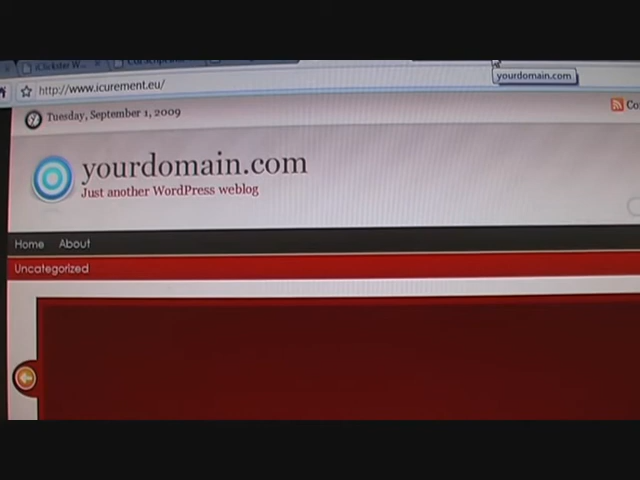 iClickster W...
yourdomain.com
http://www.icurement.eu/
Tuesday, September 1, 2009
yourdomain.com
Just another WordPress weblog
Home About
Uncategorized